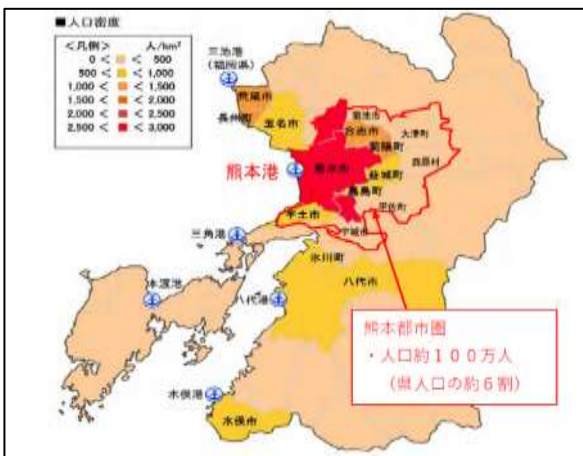 ■人口密度
＜凡例＞ 人/km²
0 ＜ ≦ 500
500 ＜ ≦ 1,000
1,000 ＜ ≦ 1,500
1,500 ＜ ≦ 2,000
2,000 ＜ ≦ 2,500
2,500 ＜ ≦ 3,000
三池港
(福岡県)
荒尾市
長州町
玉名市
菊池市
合志市
大津町
菊陽町
西原村
熊本港
熊本市
益城町
嘉島町
甲佐町
宇土市
宇城市
三角港
氷川町
本渡港
八代港
八代市
水俣港
水俣市
熊本都市圏
・人口約１００万人
（県人口の約６割）